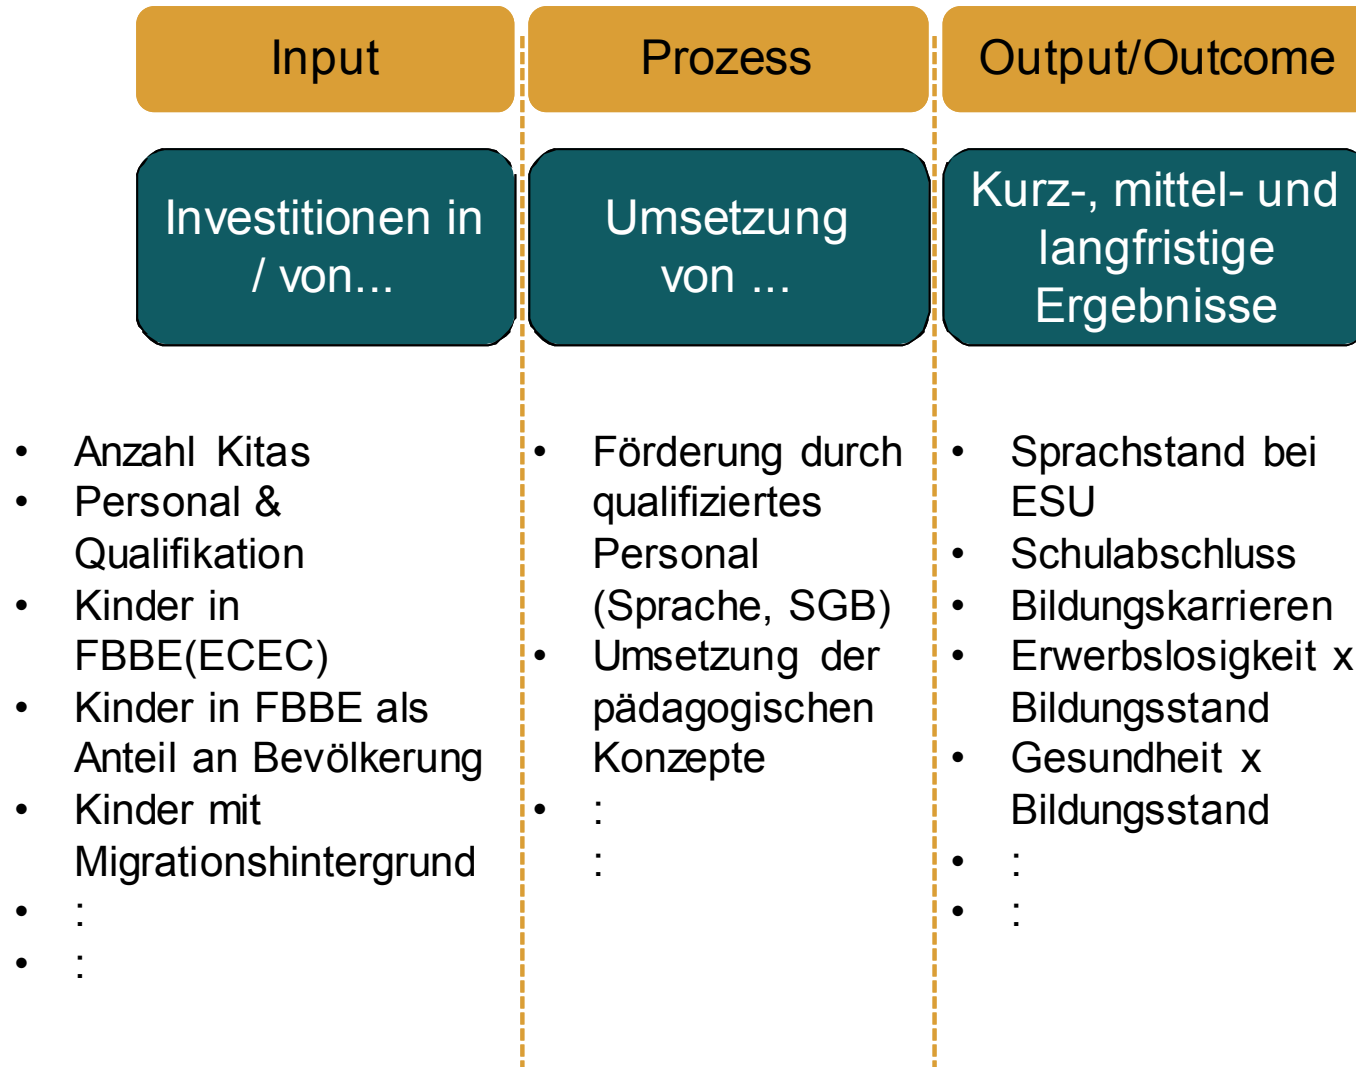 Input
Prozess
Output/Outcome
Investitionen in
/ von...
Umsetzung
von ...
Kurz-, mittel- und
langfristige
Ergebnisse
• Anzahl Kitas
• Personal &
Qualifikation
• Kinder in
FBBE(ECEC)
• Kinder in FBBE als
Anteil an Bevölkerung
• Kinder mit
Migrationshintergrund
• :
• :
• Förderung durch
qualifiziertes
Personal
(Sprache, SGB)
• Umsetzung der
pädagogischen
Konzepte
• :
:
• Sprachstand bei
ESU
• Schulabschluss
• Bildungskarrieren
• Erwerbslosigkeit x
Bildungsstand
• Gesundheit x
Bildungsstand
• :
• :